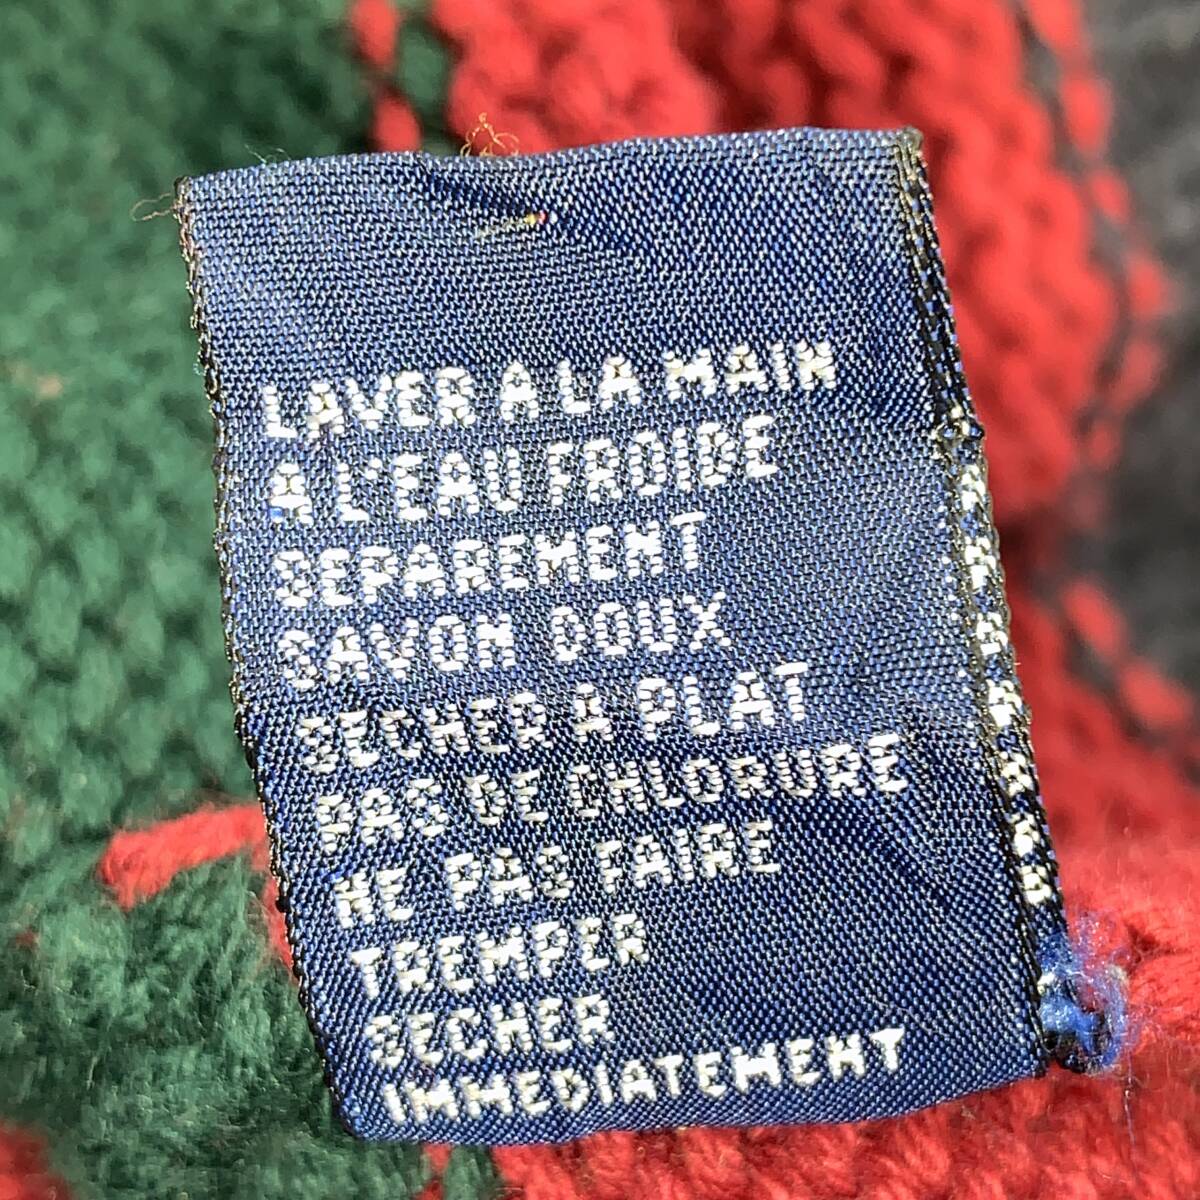 LAVER A LA MAIN
A L'EAU FROIDE
SEPAREMENT
SAVON DOUX
SECHER A PLAT
PAS DE CHLORURE
NE PAS FAIRE
TREMPER
SECHER
IMMEDIATEMENT